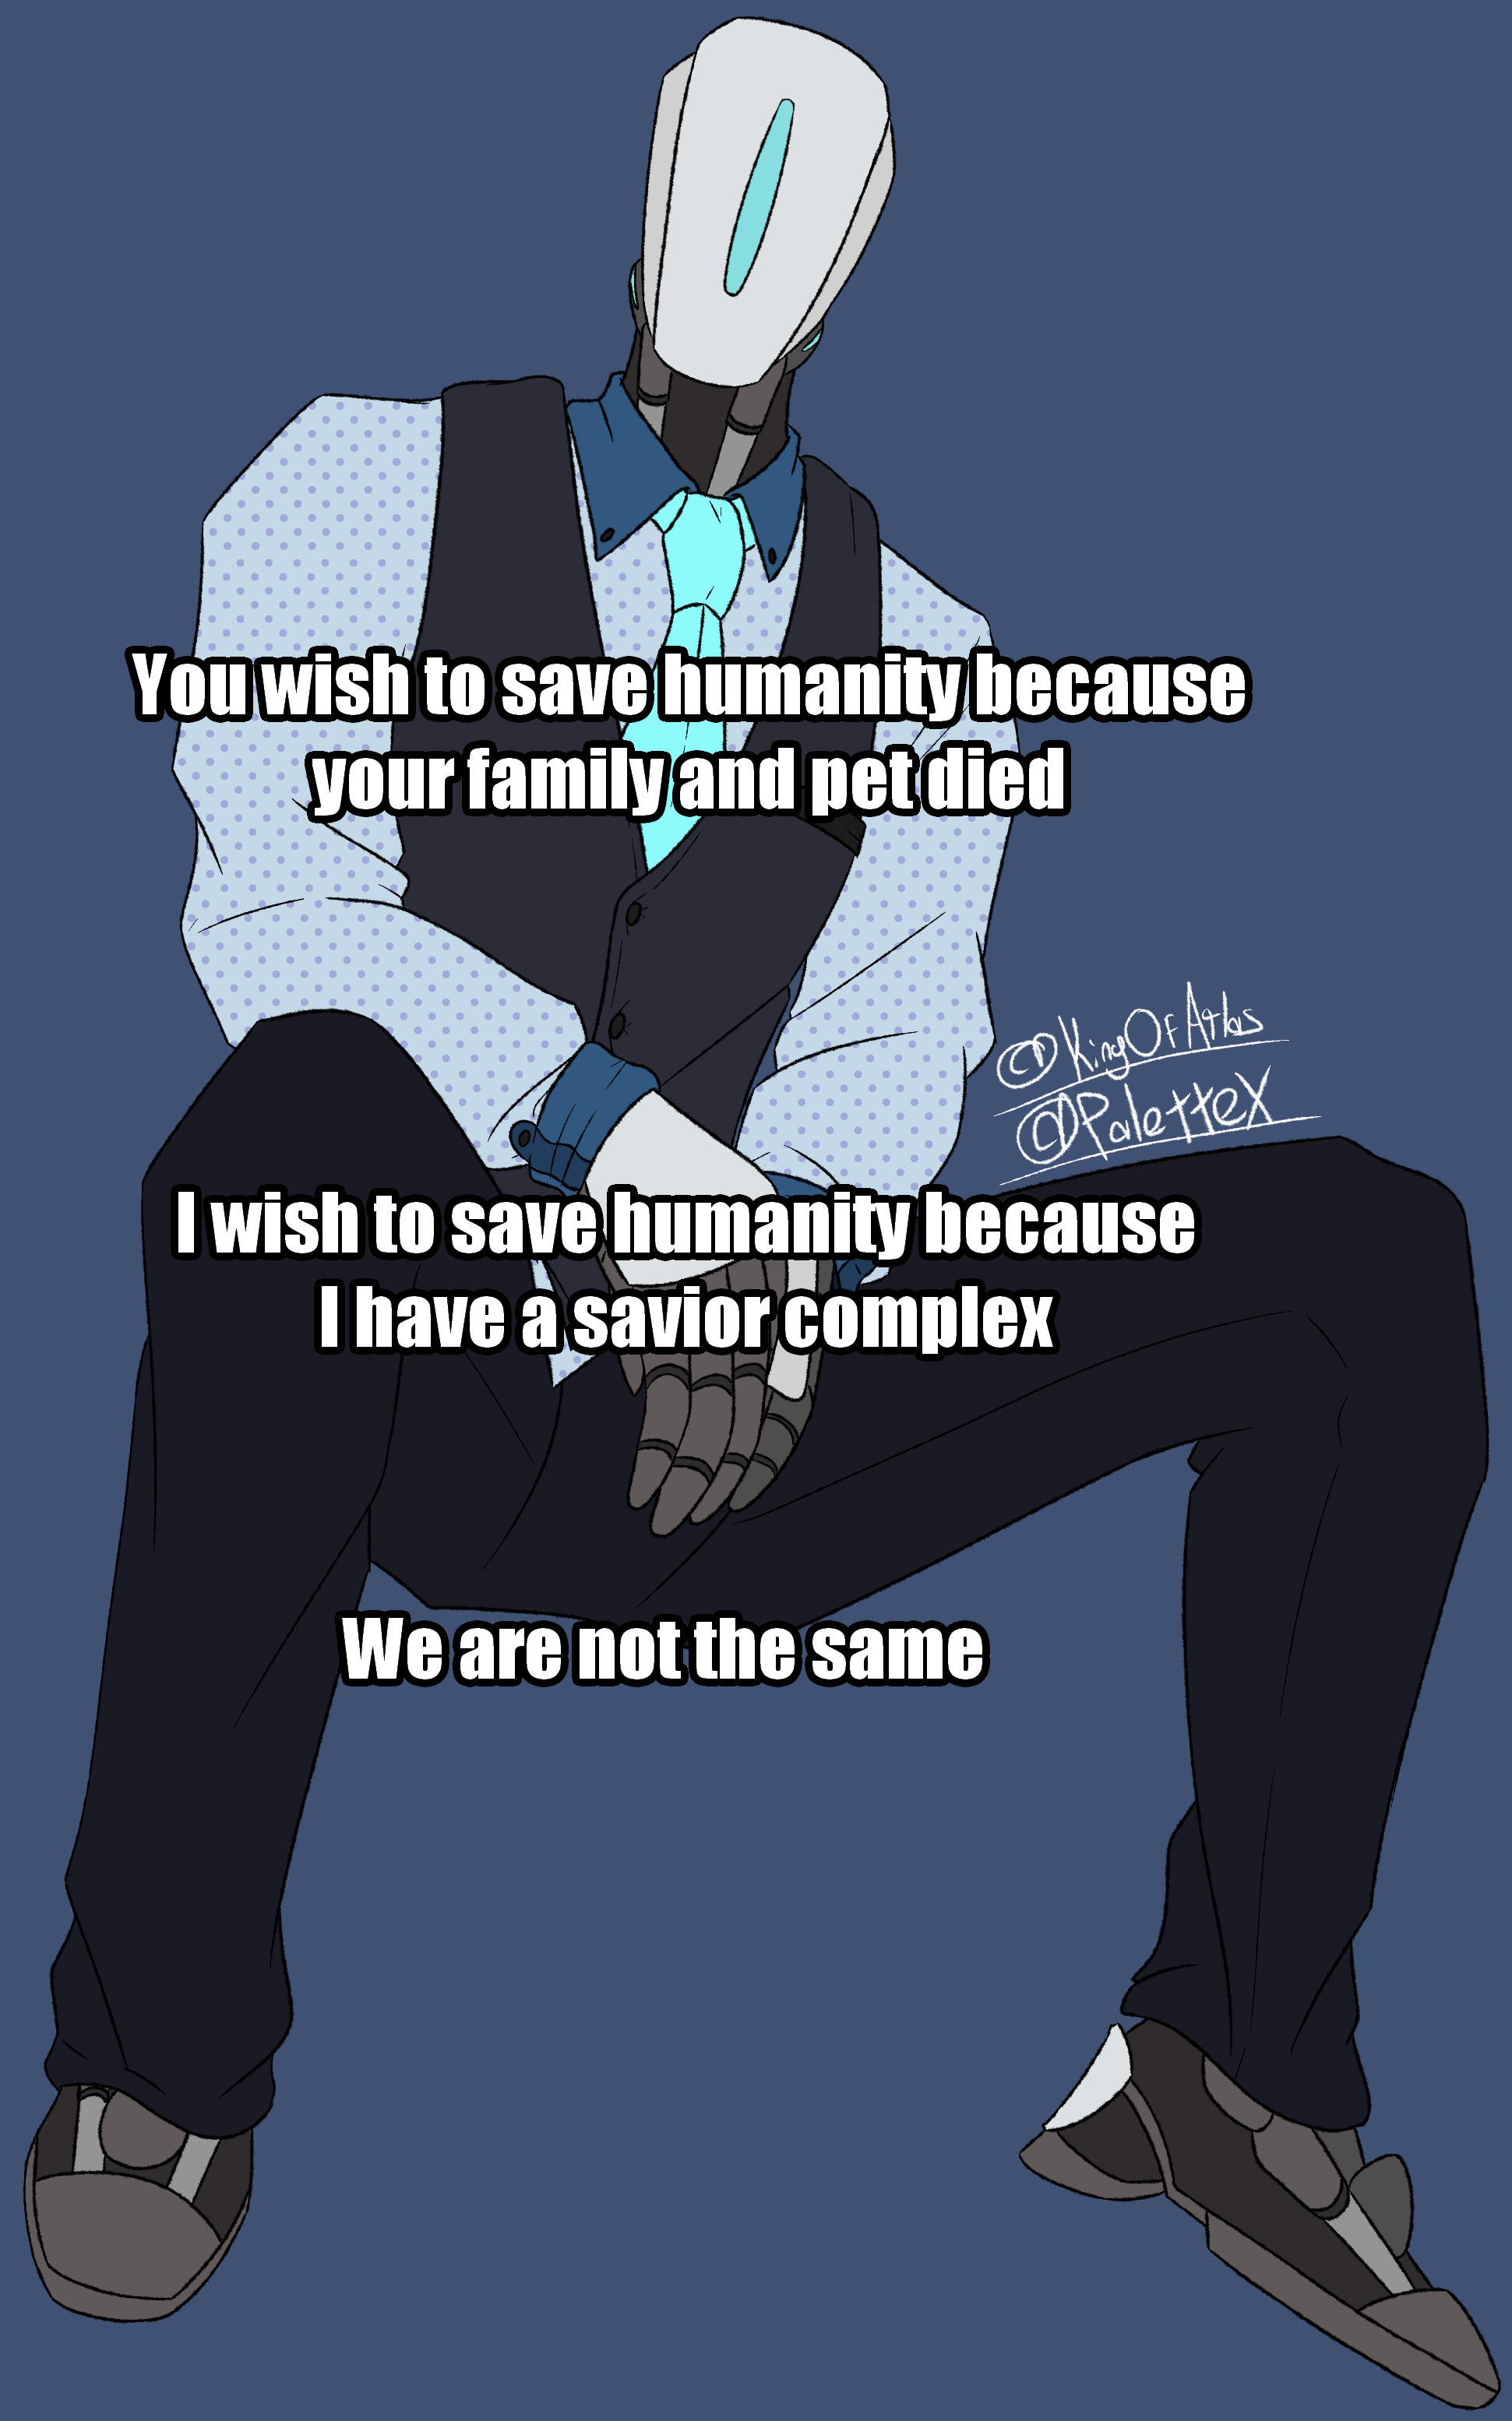 You wish to save humanity because
your family and pet died
@KingOfAtlas
@PaletteX
I wish to save humanity because
I have a savior complex
We are not the same